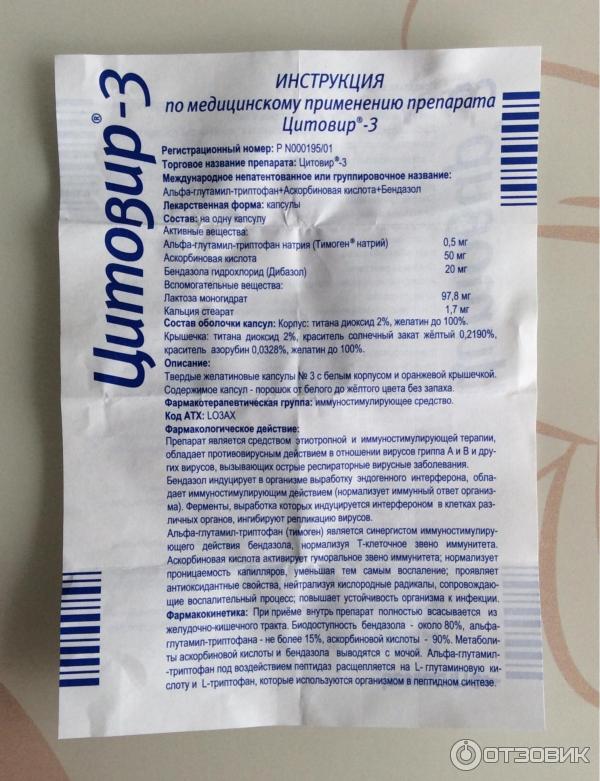 Цитовир®-3
ИНСТРУКЦИЯ
по медицинскому применению препарата
Цитовир®-3
Регистрационный номер: Р N000195/01
Торговое название препарата: Цитовир®-3
Международное непатентованное или группировочное название:
Альфа-глутамил-триптофан+Аскорбиновая кислота+Бендазол
Лекарственная форма: капсулы
Состав: на одну капсулу
Активные вещества:
Альфа-глутамил-триптофан натрия (Тимоген® натрий) 0,5 мг
Аскорбиновая кислота 50 мг
Бендазола гидрохлорид (Дибазол) 20 мг
Вспомогательные вещества:
Лактоза моногидрат 97,8 мг
Кальция стеарат 1,7 мг
Состав оболочки капсул: Корпус: титана диоксид 2%, желатин до 100%.
Крышечка: титана диоксид 2%, краситель солнечный закат жёлтый 0,2190%,
краситель азорубин 0,0328%, желатин до 100%.
Описание:
Твердые желатиновые капсулы № 3 с белым корпусом и оранжевой крышечкой.
Содержимое капсул - порошок от белого до жёлтого цвета без запаха.
Фармакотерапевтическая группа: иммуностимулирующее средство.
Код АТХ: LO3AX
Фармакологическое действие:
Препарат является средством этиотропной и иммуностимулирующей терапии,
обладает противовирусным действием в отношении вирусов гриппа А и В и дру-
гих вирусов, вызывающих острые респираторные вирусные заболевания.
Бендазол индуцирует в организме выработку эндогенного интерферона, обла-
дает иммуностимулирующим действием (нормализует иммунный ответ организ-
ма). Ферменты, выработка которых индуцируется интерфероном в клетках раз-
личных органов, ингибируют репликацию вирусов.
Альфа-глутамил-триптофан (тимоген) является синергистом иммуностимулиру-
ющего действия бендазола, нормализуя Т-клеточное звено иммунитета.
Аскорбиновая кислота активирует гуморальное звено иммунитета; нормализует
проницаемость капилляров, уменьшая тем самым воспаление; проявляет
антиоксидантные свойства, нейтрализуя кислородные радикалы, сопровождаю-
щие воспалительный процесс; повышает устойчивость организма к инфекции.
Фармакокинетика: При приёме внутрь препарат полностью всасывается из
желудочно-кишечного тракта. Биодоступность бендазола - около 80%, альфа-
глутамил-триптофана - не более 15%, аскорбиновой кислоты - 90%. Метаболи-
ты аскорбиновой кислоты и бендазола выводятся с мочой. Альфа-глутамил-
-триптофан под воздействием пептидаз расщепляется на L- глутаминовую ки-
слоту и L-триптофан, которые используются организмом в пептидном синтезе.
ОТЗОВИК